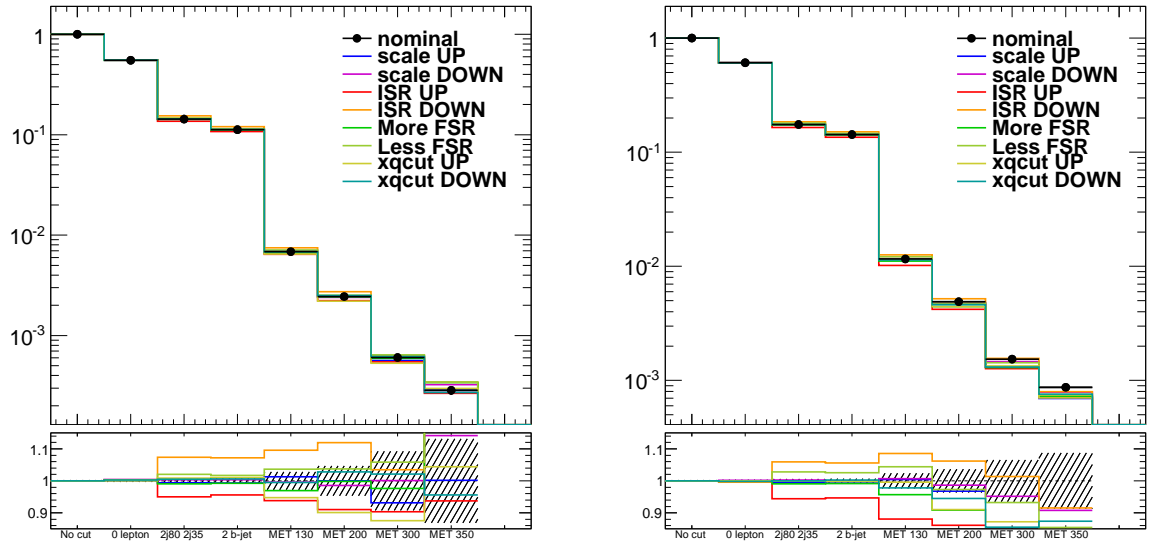 1
10-1
10-2
10-3
nominal
scale UP
scale DOWN
ISR UP
ISR DOWN
More FSR
Less FSR
xqcut UP
xqcut DOWN
1.1
1
0.9
No cut 0 lepton 2j80 2j35 2 b-jet MET 130 MET 200 MET 300 MET 350
1
10-1
10-2
10-3
nominal
scale UP
scale DOWN
ISR UP
ISR DOWN
More FSR
Less FSR
xqcut UP
xqcut DOWN
1.1
1
0.9
No cut 0 lepton 2j80 2j35 2 b-jet MET 130 MET 200 MET 300 MET 350